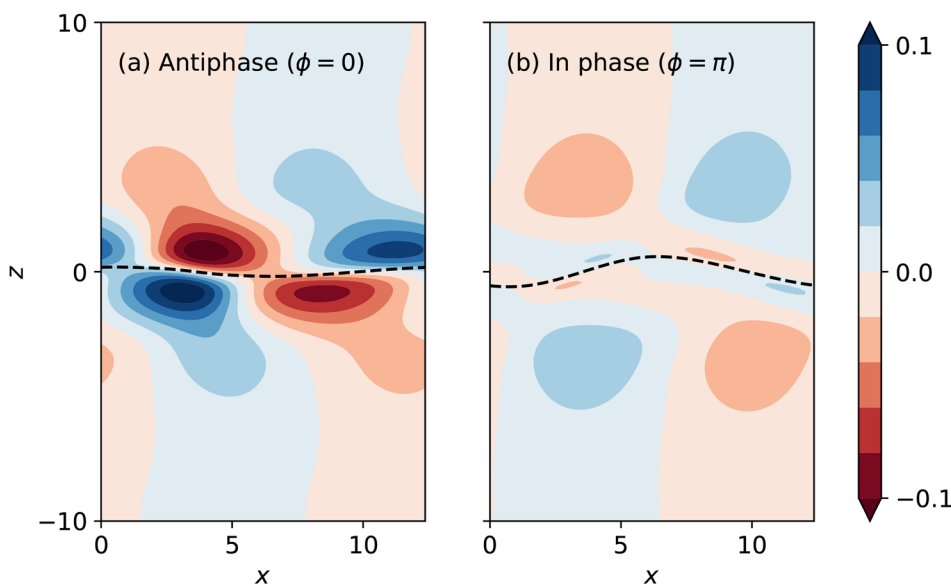 10
(a) Antiphase (ϕ = 0)
(b) In phase (ϕ = π)
0.1
z
0
0.0
−10
−0.1
0
5
10
0
5
10
x
x